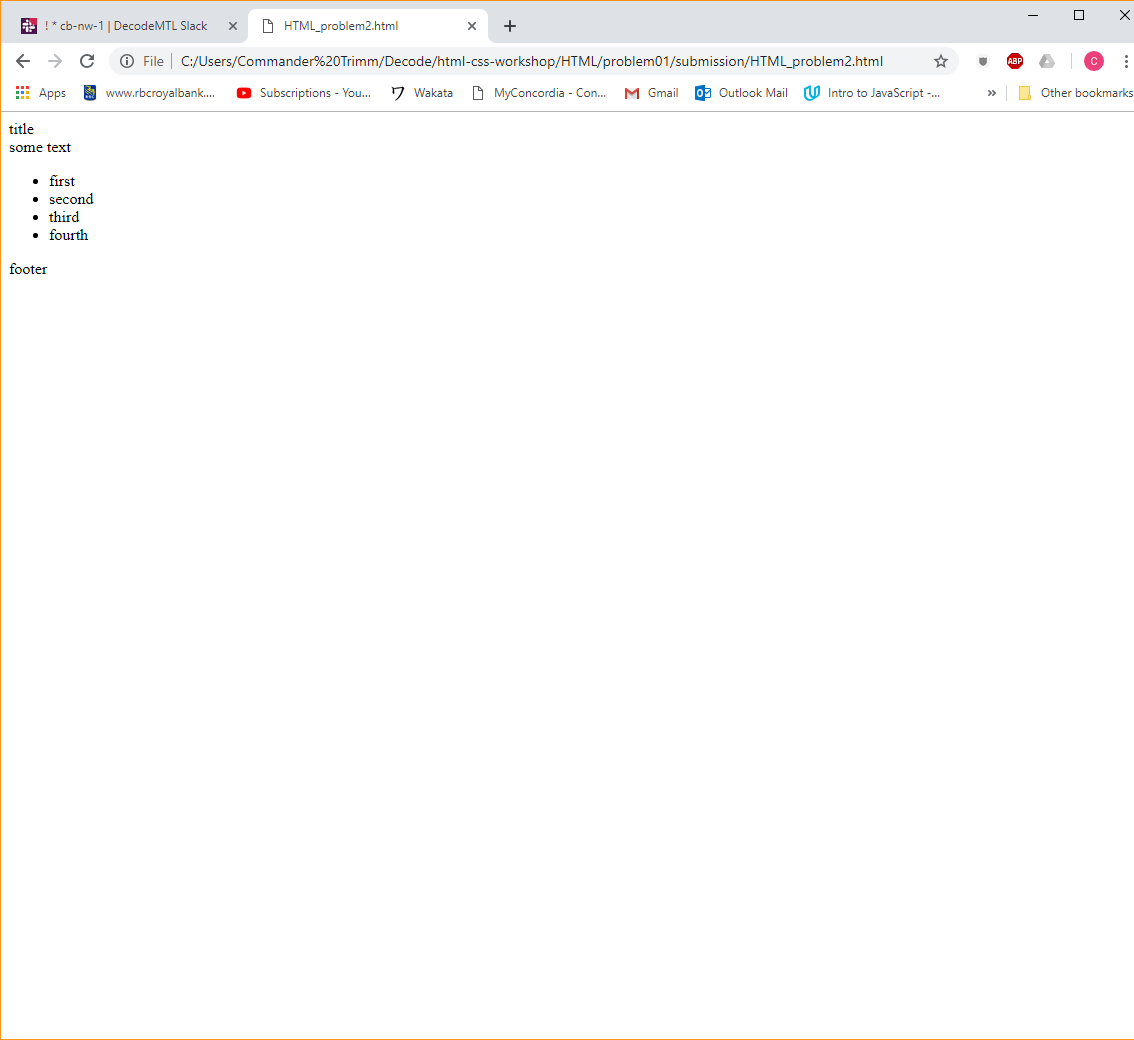 ! * cb-nw-1 | DecodeMTL Slack
HTML_problem2.html
File
C:/Users/Commander%20Trimm/Decode/html-css-workshop/HTML/problem01/submission/HTML_problem2.html
ABP
C
Apps
www.rbcroyalbank....
Subscriptions - You...
ワ Wakata
MyConcordia - Con...
Gmail
Outlook Mail
Intro to JavaScript -...
»
Other bookmarks
title
some text
• first
• second
• third
• fourth
footer